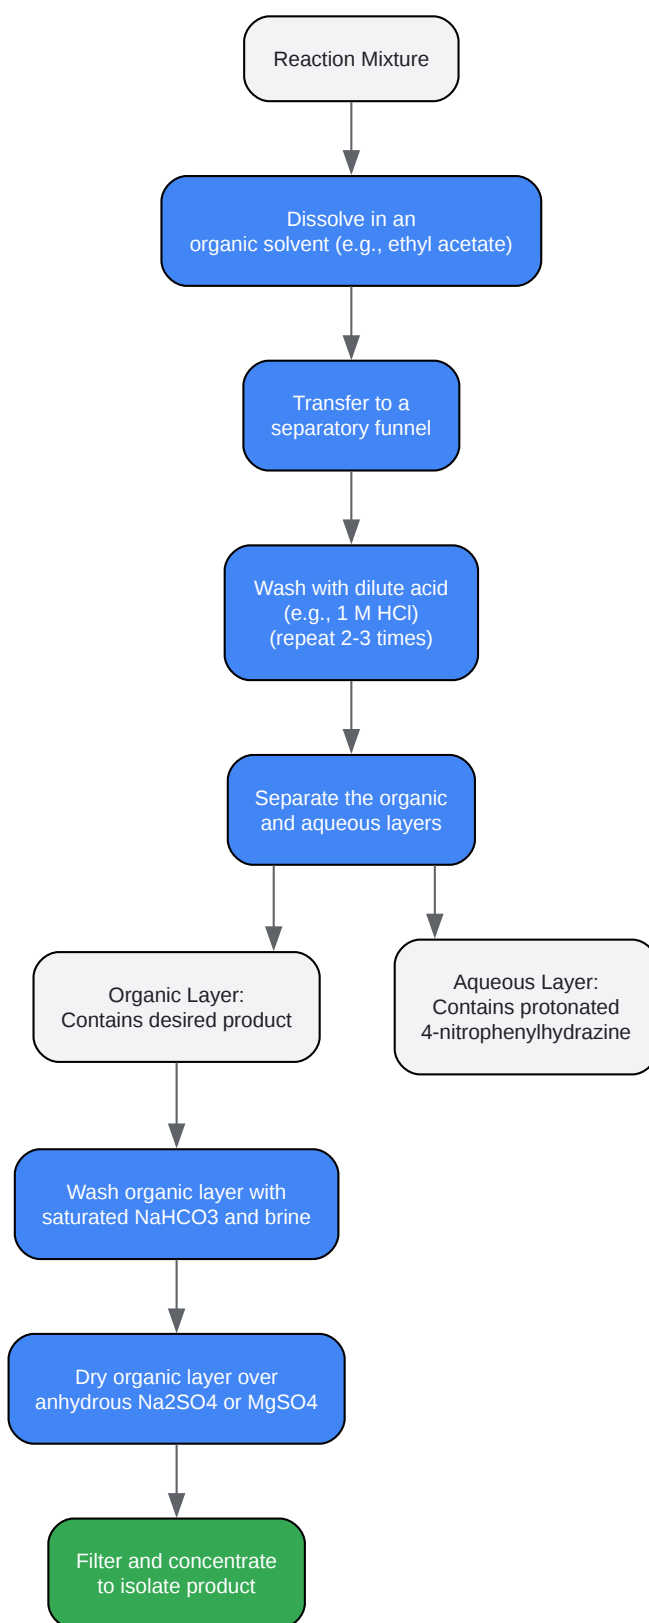 Reaction Mixture
Dissolve in an
organic solvent (e.g., ethyl acetate)
Transfer to a
separatory funnel
Wash with dilute acid
(e.g., 1 M HCl)
(repeat 2-3 times)
Separate the organic
and aqueous layers
Organic Layer:
Contains desired product
Aqueous Layer:
Contains protonated
4-nitrophenylhydrazine
Wash organic layer with
saturated NaHCO3 and brine
Dry organic layer over
anhydrous Na2SO4 or MgSO4
Filter and concentrate
to isolate product